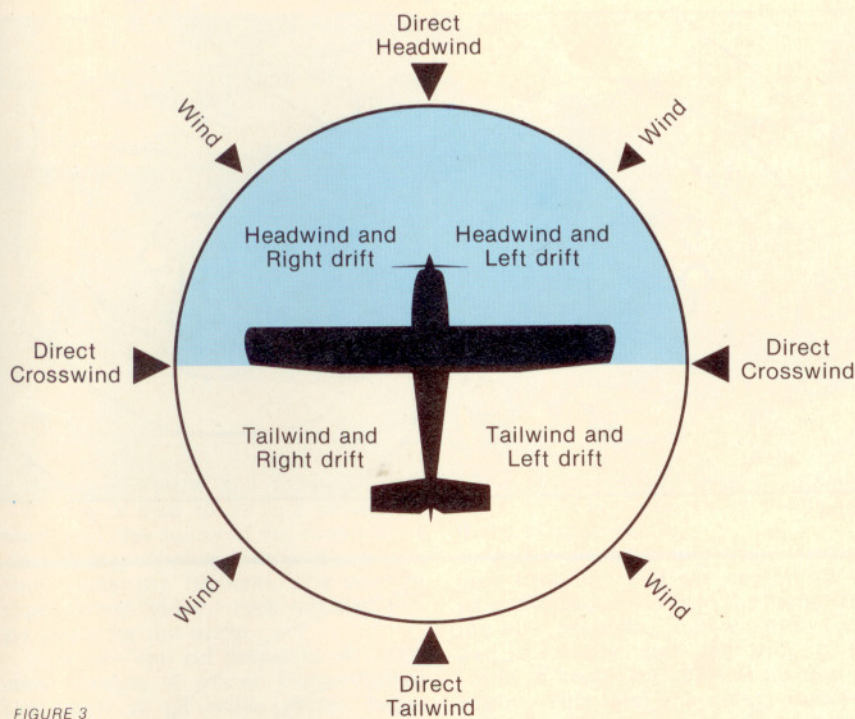 Direct
Headwind
Wind
Wind
Headwind and
Right drift
Headwind and
Left drift
Direct
Crosswind
Direct
Crosswind
Tailwind and
Right drift
Tailwind and
Left drift
Wind
Wind
Direct
Tailwind
FIGURE 3